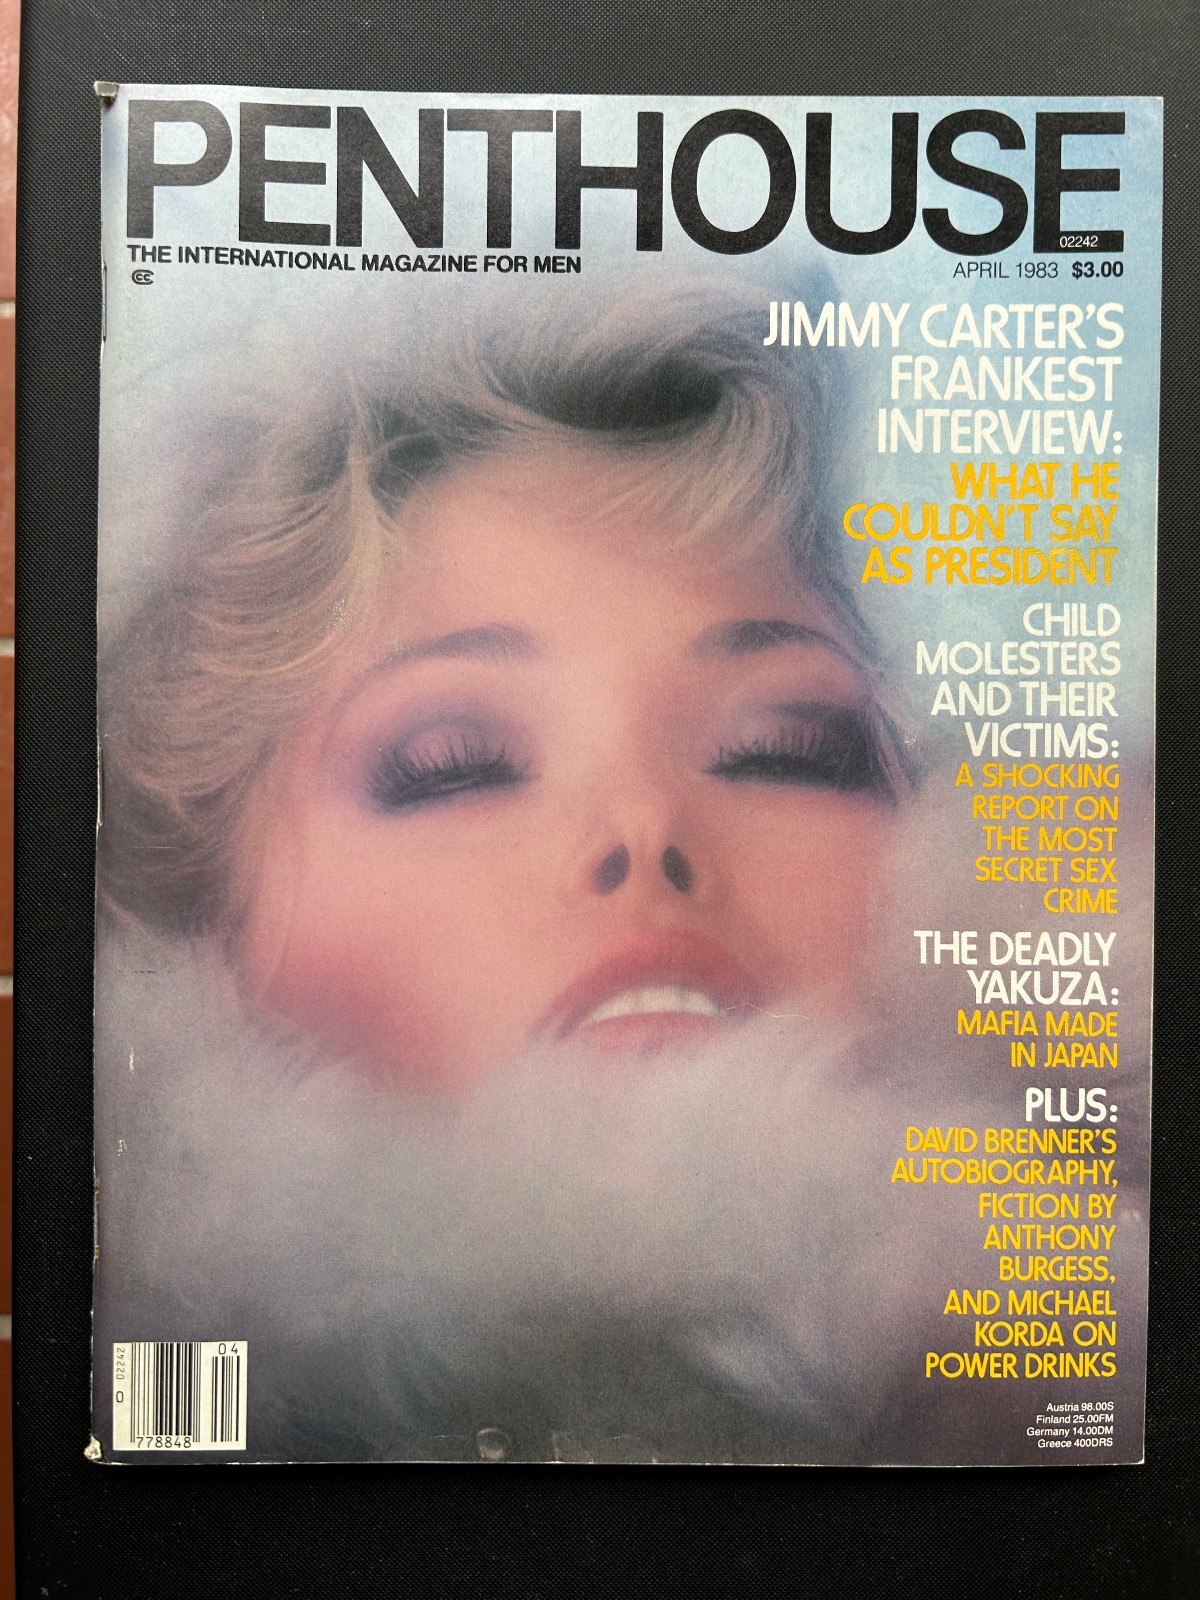 PENTHOUSE
02242
THE INTERNATIONAL MAGAZINE FOR MEN
CC
APRIL 1983 $3.00
JIMMY CARTER'S
FRANKEST
INTERVIEW:
WHAT HE
COULDN'T SAY
AS PRESIDENT
CHILD
MOLESTERS
AND THEIR
VICTIMS:
A SHOCKING
REPORT ON
THE MOST
SECRET SEX
CRIME
THE DEADLY
YAKUZA:
MAFIA MADE
IN JAPAN
PLUS:
DAVID BRENNER'S
AUTOBIOGRAPHY,
FICTION BY
ANTHONY
BURGESS,
AND MICHAEL
KORDA ON
POWER DRINKS
Austria 98.00S
Finland 25.00FM
Germany 14.00DM
Greece 400DRS
02242
04
0
778848